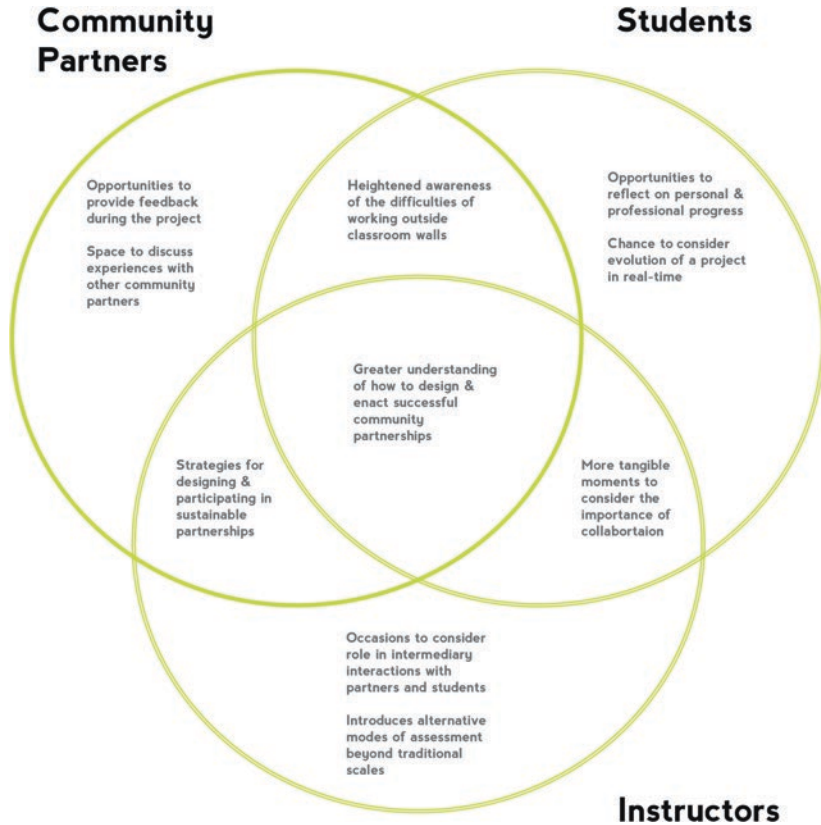 Community
Partners
Students
Opportunities to
provide feedback
during the project
Space to discuss
experiences with
other community
partners
Heightened awareness
of the difficulties of
working outside
classroom walls
Opportunities to
reflect on personal &
professional progress
Chance to consider
evolution of a project
in real-time
Greater understanding
of how to design &
enact successful
community
partnerships
Strategies for
designing &
participating in
sustainable
partnerships
More tangible
moments to
consider the
importance of
collabortaion
Occasions to consider
role in intermediary
interactions with
partners and students
Introduces alternative
modes of assessment
beyond traditional
scales
Instructors